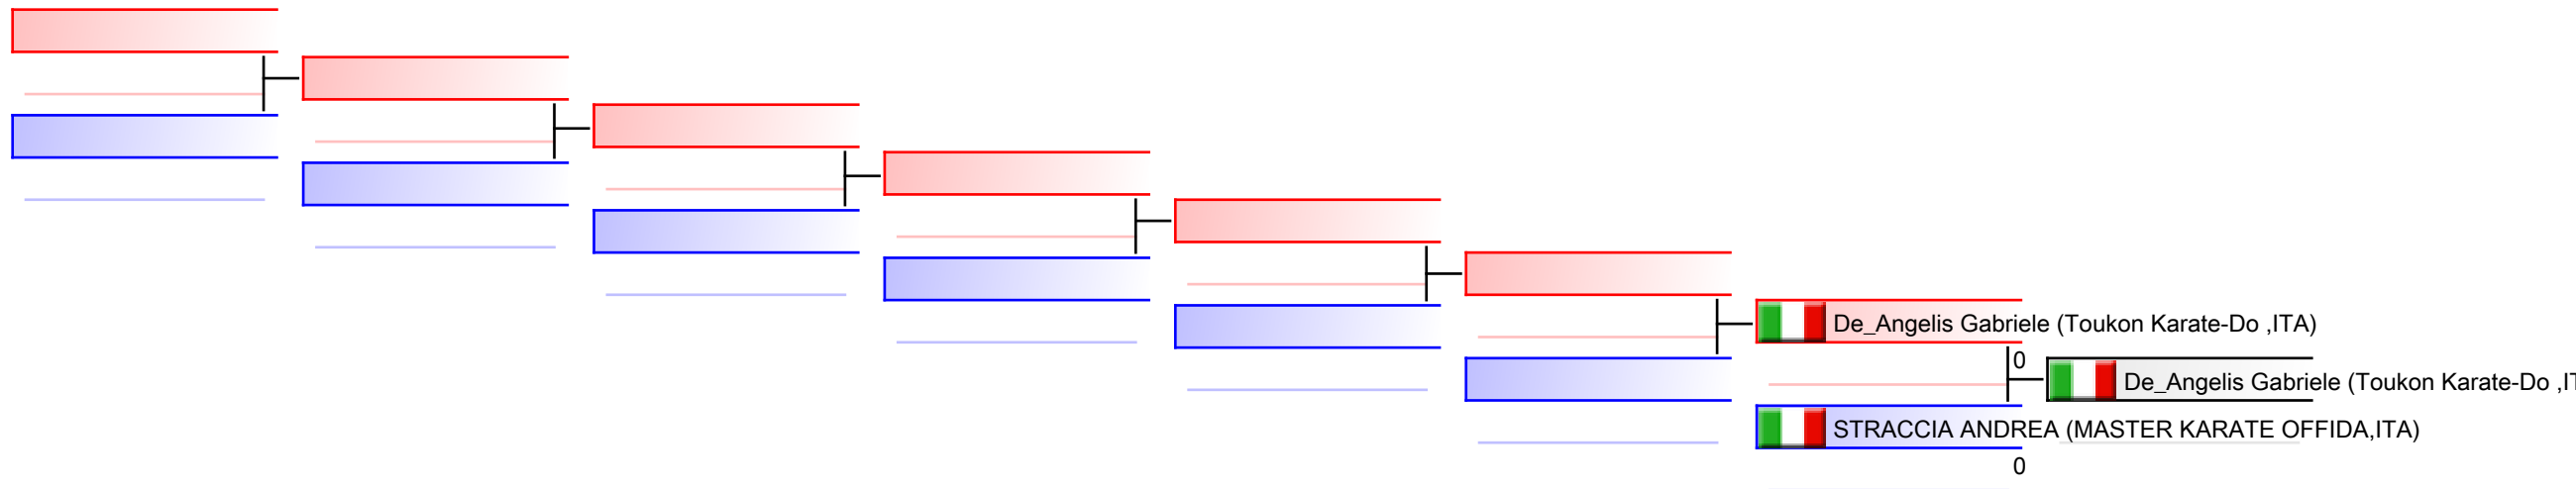 De_Angelis Gabriele (Toukon Karate-Do ,ITA)
0
De_Angelis Gabriele (Toukon Karate-Do ,IT
STRACCIA ANDREA (MASTER KARATE OFFIDA,ITA)
0